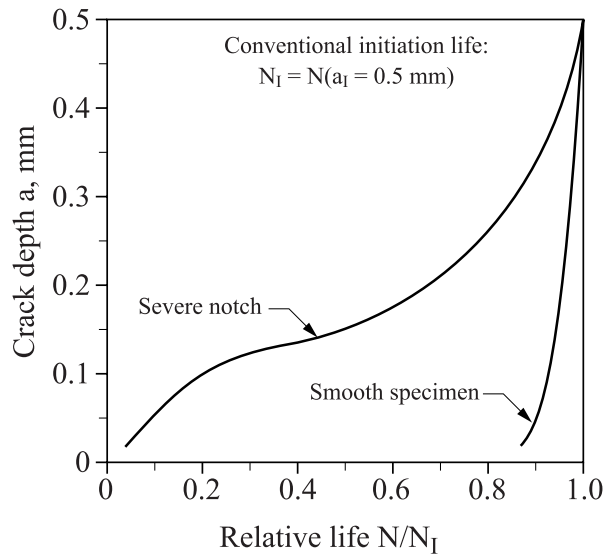 0.5
Conventional initiation life:
N_I = N(a_I = 0.5 mm)
0.4
Crack depth a, mm
0.3
0.2
Severe notch
0.1
Smooth specimen
0
0 0.2 0.4 0.6 0.8 1.0
Relative life N/N_I